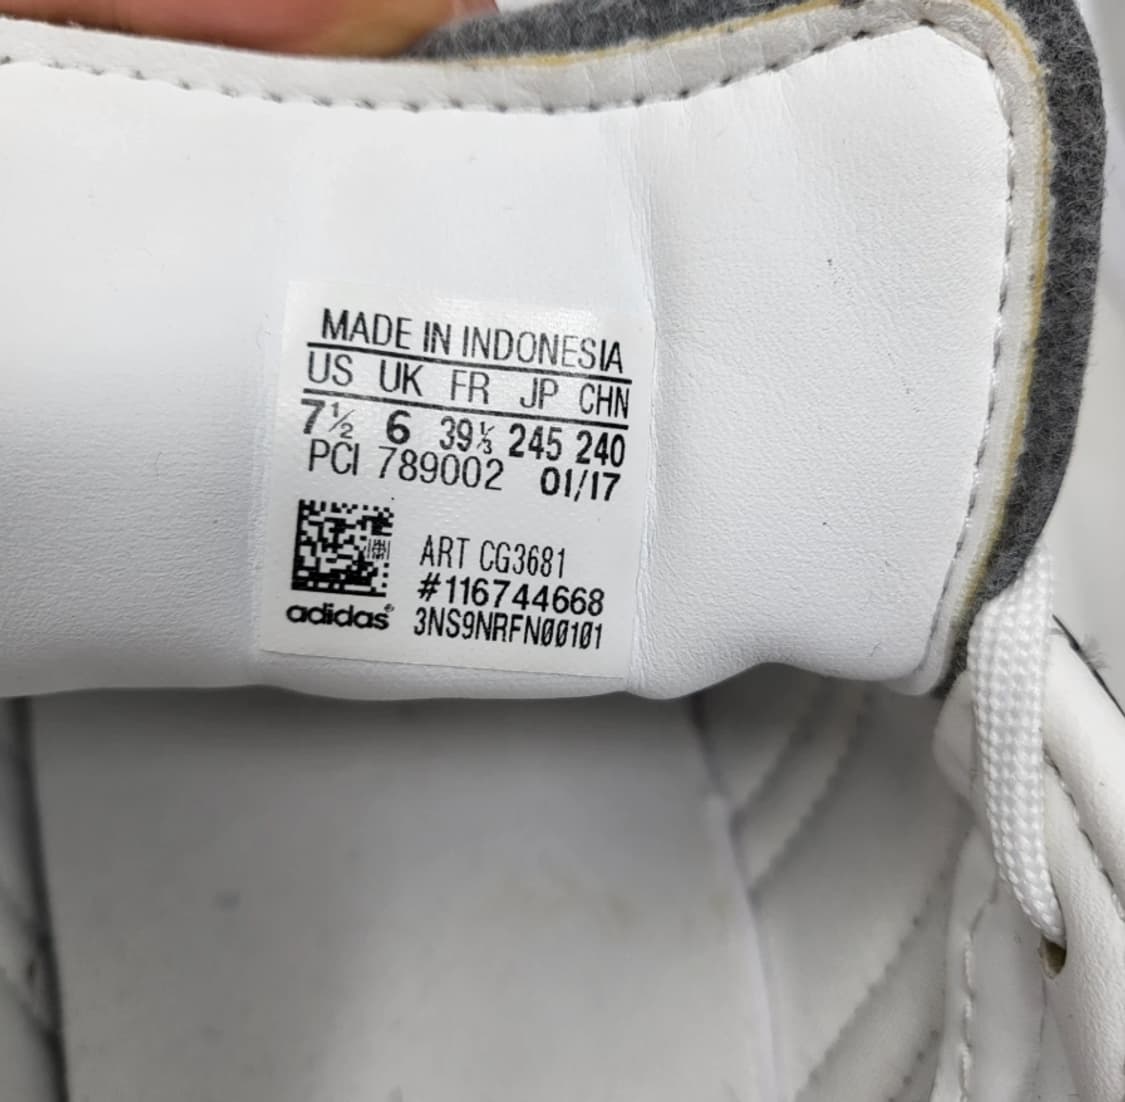 MADE IN INDONESIA
US UK FR JP CHN
7½ 6 39⅓ 245 240
PCI 789002 01/17
ART CG3681
#116744668
adidas® 3NS9NRFN00101